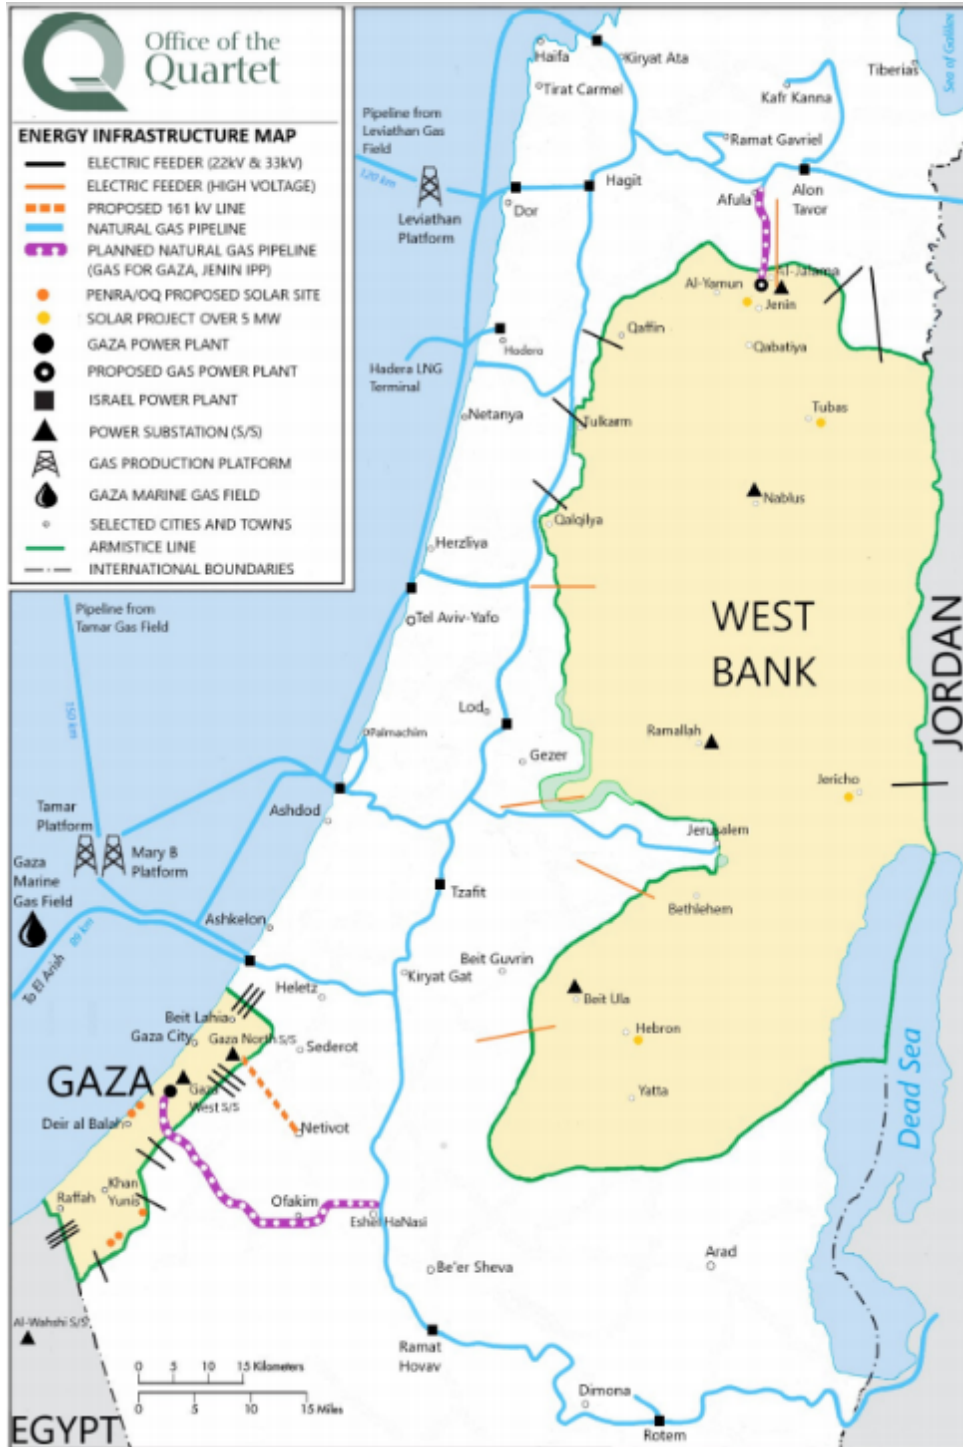 Office of the
Quartet
ENERGY INFRASTRUCTURE MAP
ELECTRIC FEEDER (22kV & 33kV)
ELECTRIC FEEDER (HIGH VOLTAGE)
PROPOSED 161 kV LINE
NATURAL GAS PIPELINE
PLANNED NATURAL GAS PIPELINE
(GAS FOR GAZA, JENIN IPP)
PENRA/OQ PROPOSED SOLAR SITE
SOLAR PROJECT OVER 5 MW
GAZA POWER PLANT
PROPOSED GAS POWER PLANT
ISRAEL POWER PLANT
POWER SUBSTATION (S/S)
GAS PRODUCTION PLATFORM
GAZA MARINE GAS FIELD
SELECTED CITIES AND TOWNS
ARMISTICE LINE
INTERNATIONAL BOUNDARIES
Sea of Galilee
Haifa
Kiryat Ata
Tiberias
Tirat Carmel
Kafr Kanna
Pipeline from
Leviathan Gas
Field
120 km
Ramat Gavriel
Hagit
Alon
Tavor
Afula
Dor
Leviathan
Platform
Al-Jalama
Al-Yamun
Jenin
Qaffin
Qabatiya
Hadera
Hadera LNG
Terminal
Netanya
Tulkarm
Tubas
Nablus
Qalqilya
Herzliya
Pipeline from
Tamar Gas Field
Tel Aviv-Yafo
WEST
BANK
JORDAN
150 km
Lod
Palmachim
Ramallah
Gezer
Jericho
Tamar
Platform
Ashdod
Jerusalem
Mary B
Platform
Gaza
Marine
Gas Field
Tzafit
Bethlehem
Ashkelon
89 km
To El Arish
Beit Guvrin
Kiryat Gat
Heletz
Beit Ula
Beit Lahia
Gaza City
Gaza North S/S
Sederot
Hebron
GAZA
Gaza
West S/S
Yatta
Dead Sea
Deir al Balah
Netivot
Khan
Yunis
Raffah
Ofakim
Eshel HaNasi
Be'er Sheva
Arad
Al-Wahshi S/S
Ramat
Hovav
0 5 10 15 Kilometers
0 5 10 15 Miles
Dimona
Rotem
EGYPT